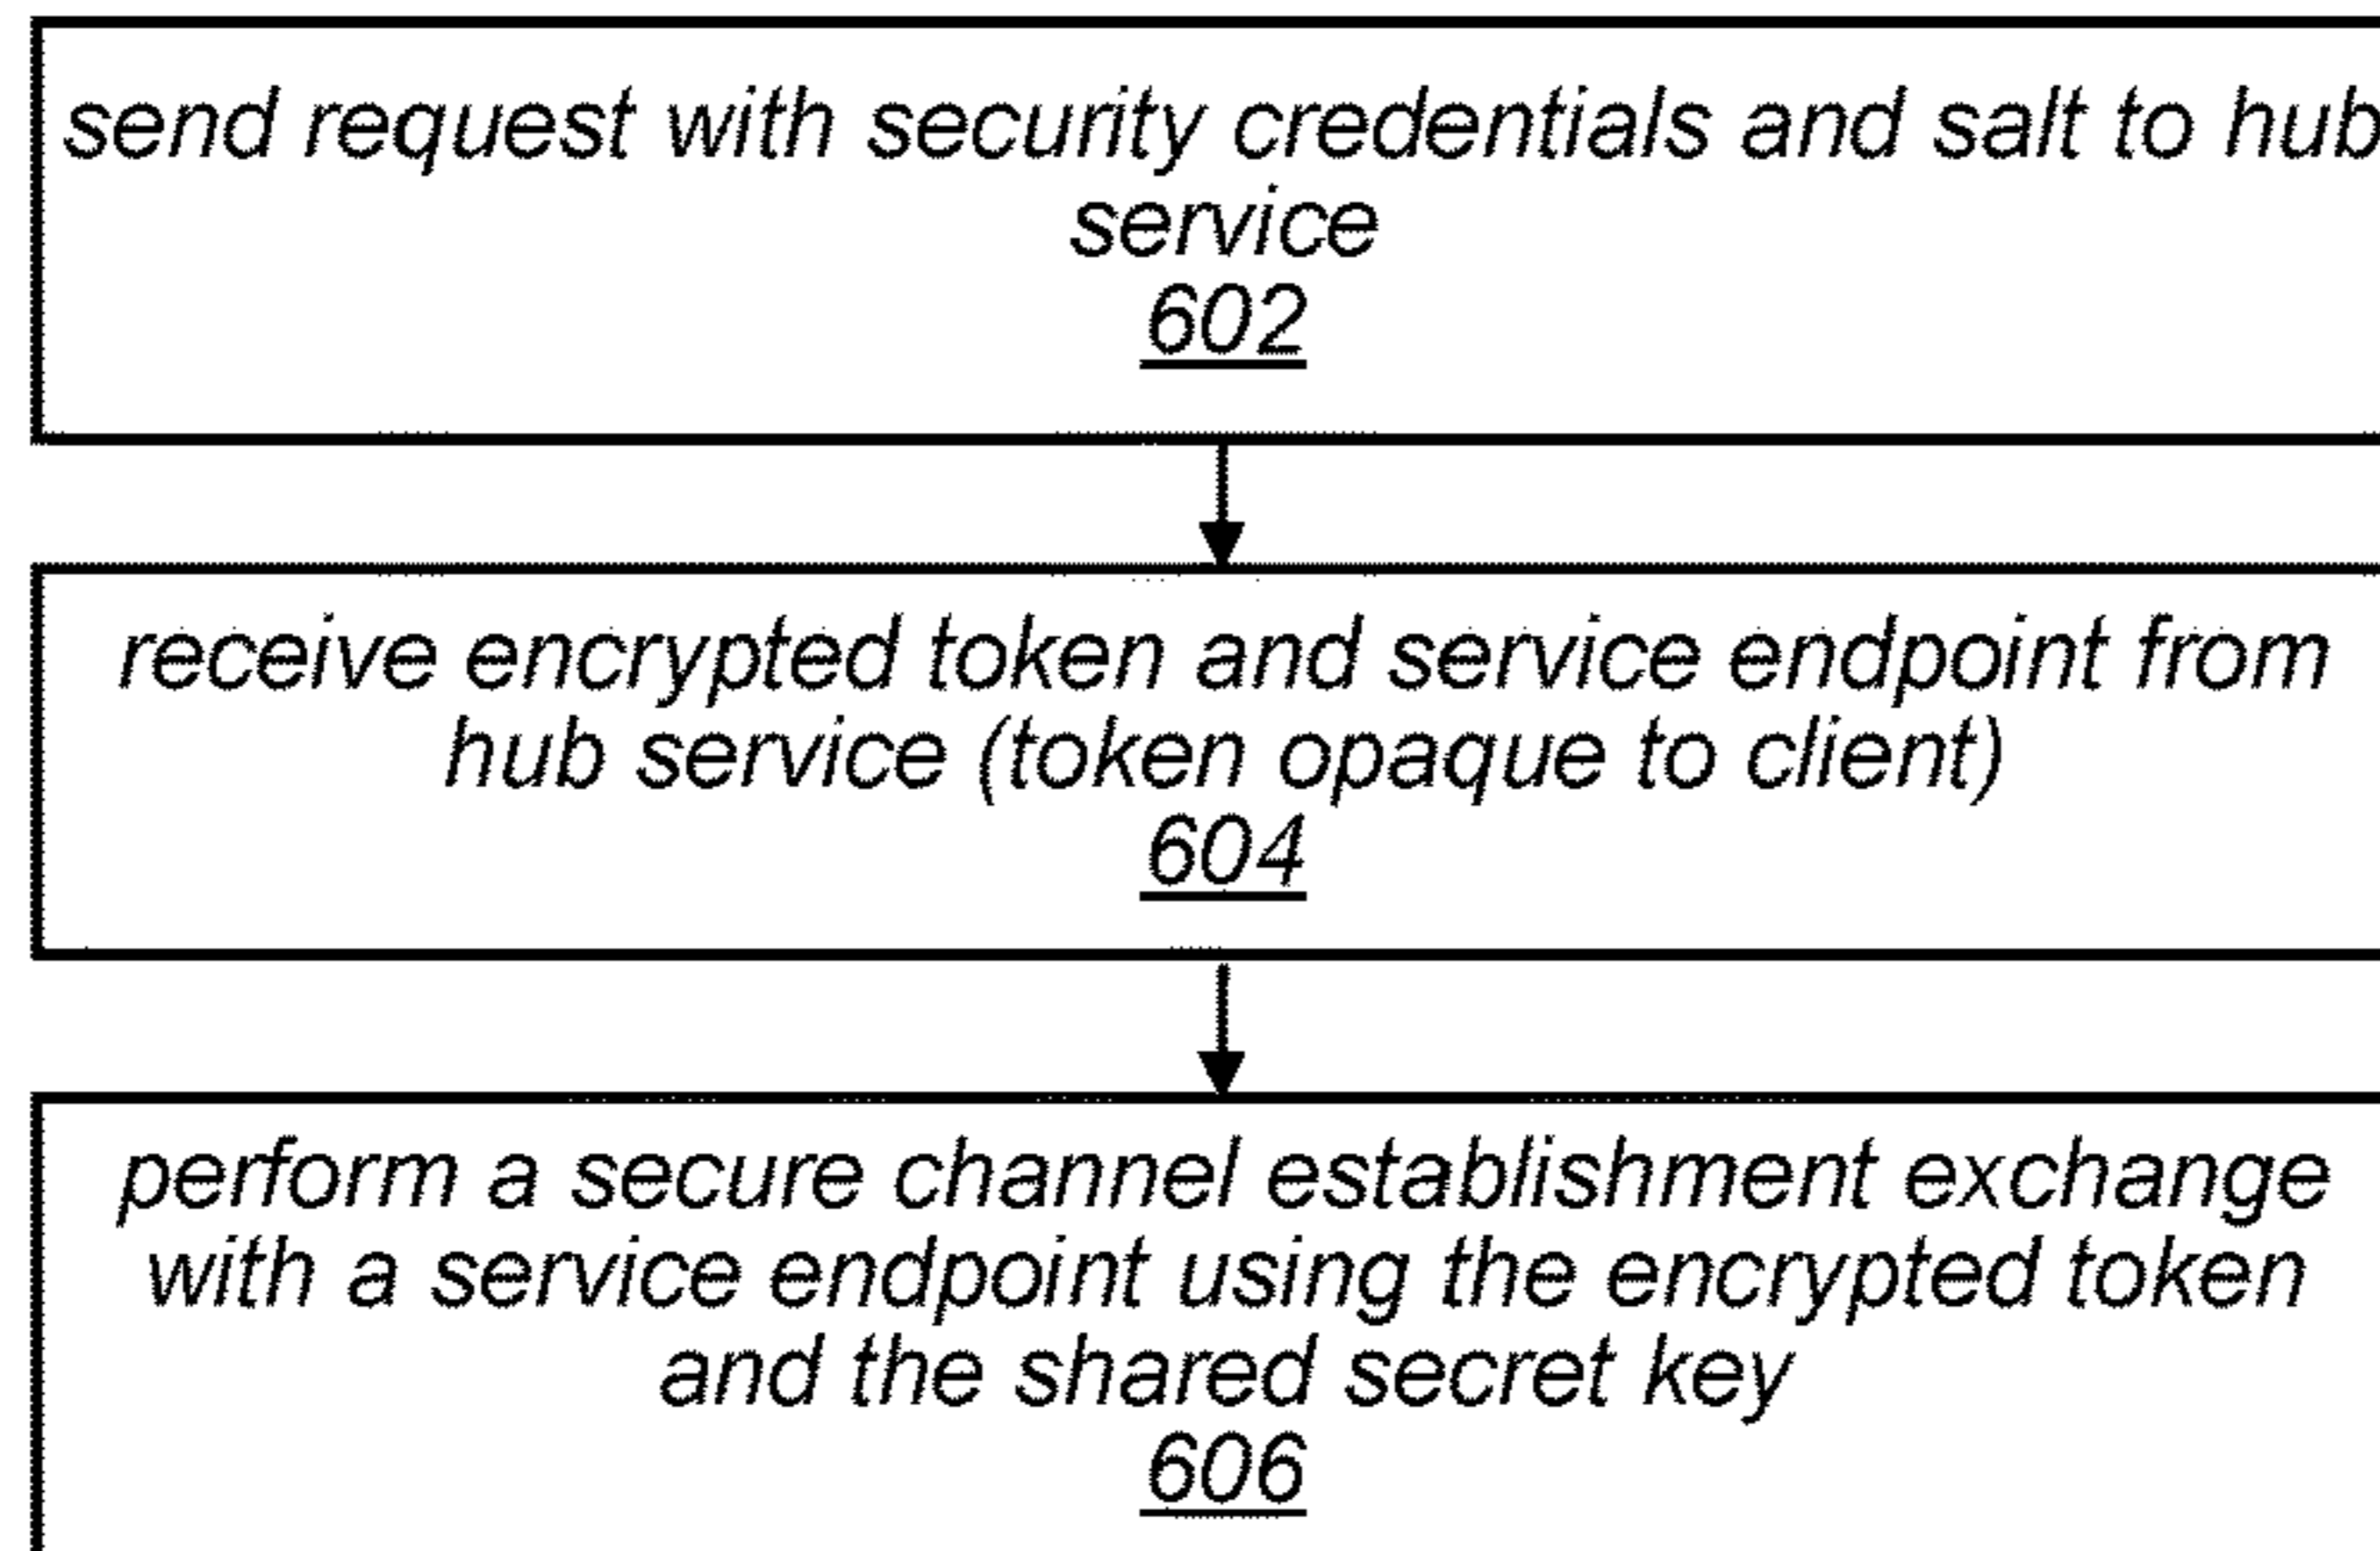 send request with security credentials and salt to hub
service
602
receive encrypted token and service endpoint from
hub service (token opaque to client)
604
perform a secure channel establishment exchange
with a service endpoint using the encrypted token
and the shared secret key
606